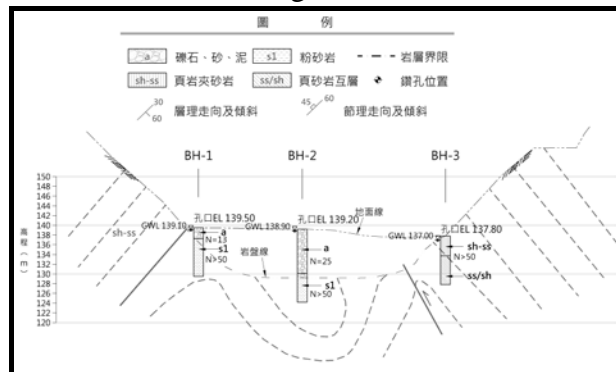 圖 例
a 礫石、砂、泥 s1 粉砂岩 岩層界限
sh-ss 頁岩夾砂岩 ss/sh 頁砂岩互層 鑽孔位置
30 60 層理走向及傾斜 45 60 節理走向及傾斜
BH-1 BH-2 BH-3
高程(m)
150
148
146
144
142
140
138
136
134
132
130
128
126
124
122
120
孔口EL 139.50
GWL 139.10
a
N=13
s1
N>50
sh-ss
岩盤線
孔口EL 139.20
GWL 138.90
a
N=25
s1
N>50
地面線
孔口EL 137.80
GWL 137.00
sh-ss
N>50
ss/sh